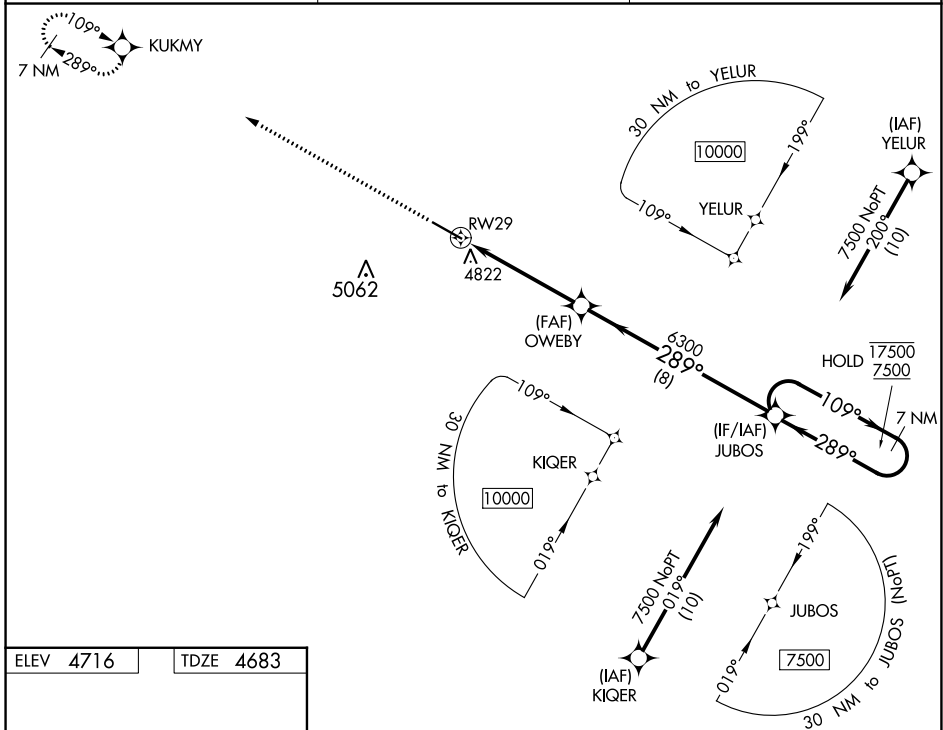 109°
KUKMY
289°
7 NM
30 NM to YELUR
10000
199°
YELUR
109°
(IAF)
YELUR
7500 NoPT
200°
(10)
RW29
4822
5062
(FAF)
OWEBY
6300
289°
(8)
HOLD
17500
7500
109°
7 NM
289°
(IF/IAF)
JUBOS
109°
30 NM to KIQER
KIQER
10000
019°
7500 NoPT
019°
(10)
(IAF)
KIQER
199°
JUBOS
7500
019°
30 NM to JUBOS (NoPT)
ELEV 4716
TDZE 4683